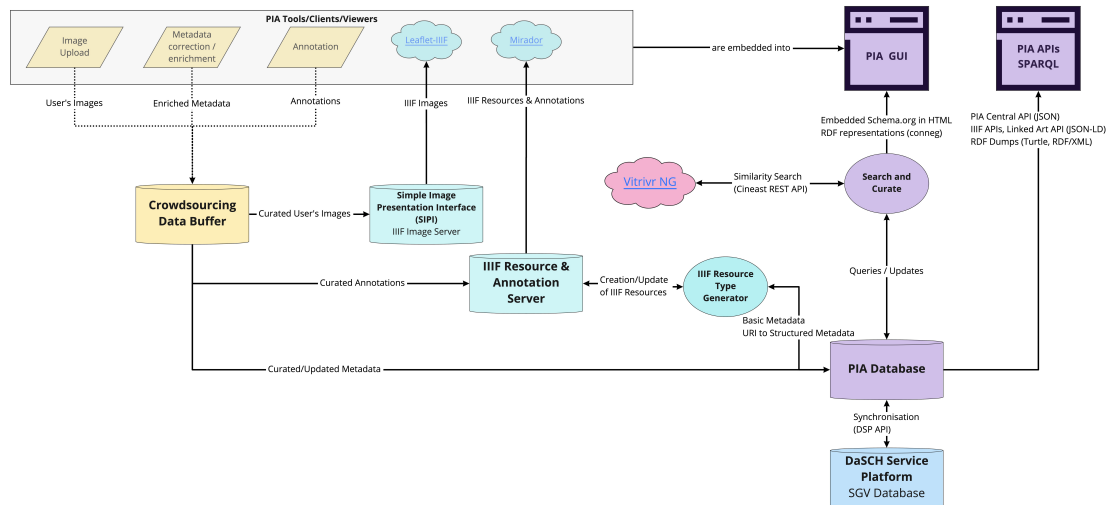 PIA Tools/Clients/Viewers
Image
Upload
Metadata
correction /
enrichment
Annotation
Leaflet-IIIF
Mirador
are embedded into
PIA GUI
PIA APIs
SPARQL
User's Images
Enriched Metadata
Annotations
IIIF Images
IIIF Resources & Annotations
Embedded Schema.org in HTML
RDF representations (conneg)
PIA Central API (JSON)
IIIF APIs, Linked Art API (JSON-LD)
RDF Dumps (Turtle, RDF/XML)
Vitrivr NG
Similarity Search
(Cineast REST API)
Search and
Curate
Crowdsourcing
Data Buffer
Curated User's Images
Simple Image
Presentation Interface
(SIPI)
IIIF Image Server
Curated Annotations
IIIF Resource &
Annotation
Server
Creation/Update
of IIIF Resources
IIIF Resource
Type
Generator
Queries / Updates
Basic Metadata
URI to Structured Metadata
Curated/Updated Metadata
PIA Database
Synchronisation
(DSP API)
DaSCH Service
Platform
SGV Database